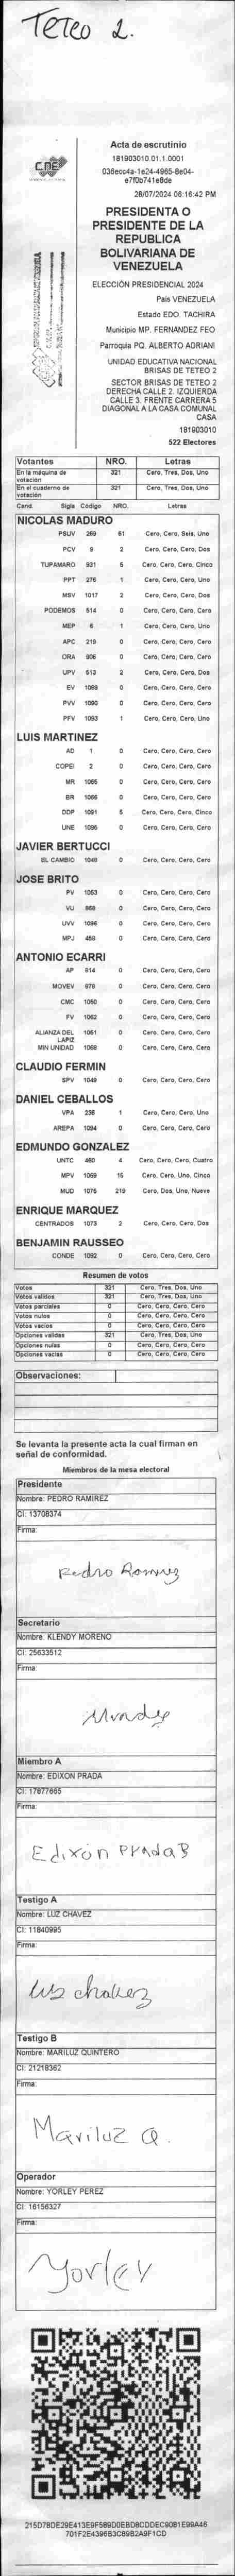 TETEO 2.
CNE
Acta de escrutinio
181903010.01.1.0001
036ecc4a-1e24-4965-8e04-
e7f0b741e8de
28/07/2024 06:16:42 PM
PRESIDENTA O
PRESIDENTE DE LA
REPUBLICA
BOLIVARIANA DE
VENEZUELA
ELECCIÓN PRESIDENCIAL 2024
País VENEZUELA
Estado EDO. TACHIRA
Municipio MP. FERNANDEZ FEO
Parroquia PQ. ALBERTO ADRIANI
UNIDAD EDUCATIVA NACIONAL
BRISAS DE TETEO 2
SECTOR BRISAS DE TETEO 2
DERECHA CALLE 2. IZQUIERDA
CALLE 3. FRENTE CARRERA 5
DIAGONAL A LA CASA COMUNAL
CASA
181903010
522 Electores
Votantes NRO. Letras
En la máquina de votación 321 Cero, Tres, Dos, Uno
En el cuaderno de votación 321 Cero, Tres, Dos, Uno
Cand. Sigla Código NRO. Letras
NICOLAS MADURO
PSUV 269 61 Cero, Cero, Seis, Uno
PCV 9 2 Cero, Cero, Cero, Dos
TUPAMARO 931 5 Cero, Cero, Cero, Cinco
PPT 276 1 Cero, Cero, Cero, Uno
MSV 1017 2 Cero, Cero, Cero, Dos
PODEMOS 514 0 Cero, Cero, Cero, Cero
MEP 6 1 Cero, Cero, Cero, Uno
APC 219 0 Cero, Cero, Cero, Cero
ORA 906 0 Cero, Cero, Cero, Cero
UPV 513 2 Cero, Cero, Cero, Dos
EV 1089 0 Cero, Cero, Cero, Cero
PVV 1090 0 Cero, Cero, Cero, Cero
PFV 1093 1 Cero, Cero, Cero, Uno
LUIS MARTINEZ
AD 1 0 Cero, Cero, Cero, Cero
COPEI 2 0 Cero, Cero, Cero, Cero
MR 1065 0 Cero, Cero, Cero, Cero
BR 1066 0 Cero, Cero, Cero, Cero
DDP 1091 5 Cero, Cero, Cero, Cinco
UNE 1095 0 Cero, Cero, Cero, Cero
JAVIER BERTUCCI
EL CAMBIO 1048 0 Cero, Cero, Cero, Cero
JOSE BRITO
PV 1053 0 Cero, Cero, Cero, Cero
VU 868 0 Cero, Cero, Cero, Cero
UVV 1096 0 Cero, Cero, Cero, Cero
MPJ 458 0 Cero, Cero, Cero, Cero
ANTONIO ECARRI
AP 914 0 Cero, Cero, Cero, Cero
MOVEV 978 0 Cero, Cero, Cero, Cero
CMC 1050 0 Cero, Cero, Cero, Cero
FV 1062 0 Cero, Cero, Cero, Cero
ALIANZA DEL LAPIZ 1061 0 Cero, Cero, Cero, Cero
MIN UNIDAD 1068 0 Cero, Cero, Cero, Cero
CLAUDIO FERMIN
SPV 1049 0 Cero, Cero, Cero, Cero
DANIEL CEBALLOS
VPA 236 1 Cero, Cero, Cero, Uno
AREPA 1094 0 Cero, Cero, Cero, Cero
EDMUNDO GONZALEZ
UNTC 460 4 Cero, Cero, Cero, Cuatro
MPV 1069 15 Cero, Cero, Uno, Cinco
MUD 1075 219 Cero, Dos, Uno, Nueve
ENRIQUE MARQUEZ
CENTRADOS 1073 2 Cero, Cero, Cero, Dos
BENJAMIN RAUSSEO
CONDE 1092 0 Cero, Cero, Cero, Cero
Resumen de votos
Votos 321 Cero, Tres, Dos, Uno
Votos validos 321 Cero, Tres, Dos, Uno
Votos parciales 0 Cero, Cero, Cero, Cero
Votos nulos 0 Cero, Cero, Cero, Cero
Votos vacios 0 Cero, Cero, Cero, Cero
Opciones validas 321 Cero, Tres, Dos, Uno
Opciones nulas 0 Cero, Cero, Cero, Cero
Opciones vacias 0 Cero, Cero, Cero, Cero
Observaciones:
Se levanta la presente acta la cual firman en
señal de conformidad.
Miembros de la mesa electoral
Presidente
Nombre: PEDRO RAMIREZ
CI: 13708374
Firma:
Pedro Ramirez
Secretario
Nombre: KLENDY MORENO
CI: 25633512
Firma:
Miembro A
Nombre: EDIXON PRADA
CI: 17877665
Firma:
Edixon Prada B
Testigo A
Nombre: LUZ CHAVEZ
CI: 11840995
Firma:
Luz chavez
Testigo B
Nombre: MARILUZ QUINTERO
CI: 21218362
Firma:
Mariluz Q.
Operador
Nombre: YORLEY PEREZ
CI: 16156327
Firma:
Yorley
215D78DE29E413E9F589D0EBD8CDDEC9081E99A46
701F2E4396B3C89B2A9F1CD